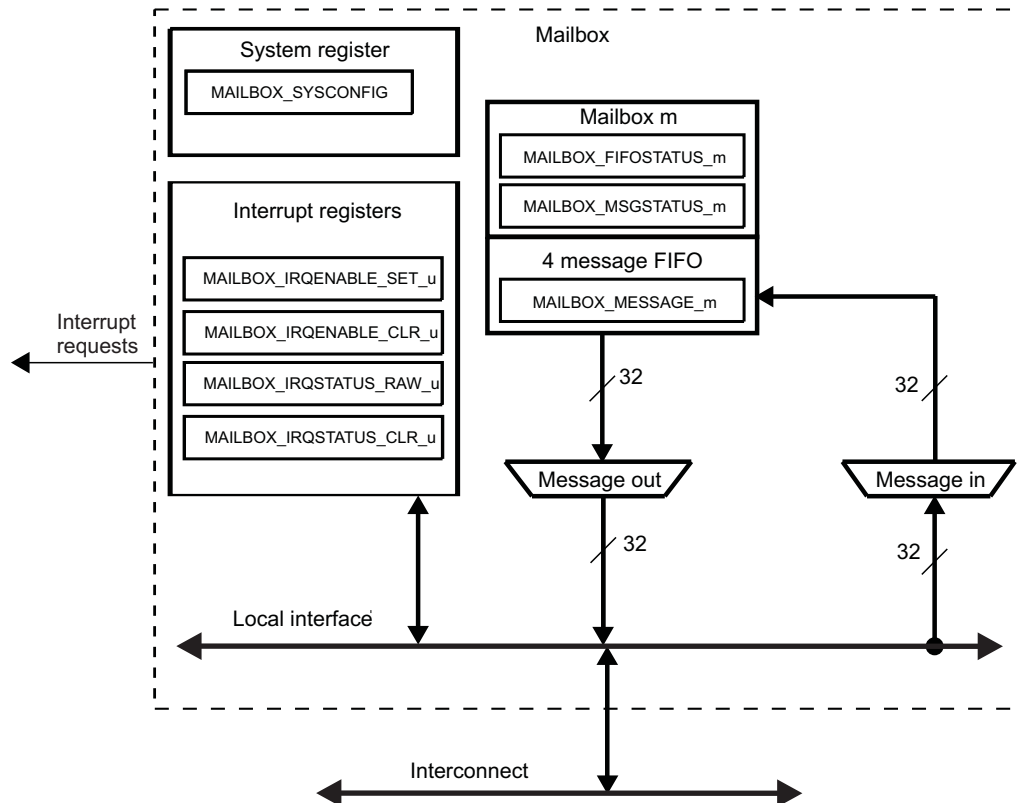 Mailbox
System register
MAILBOX_SYSCONFIG
Mailbox m
MAILBOX_FIFOSTATUS_m
MAILBOX_MSGSTATUS_m
4 message FIFO
MAILBOX_MESSAGE_m
Interrupt registers
MAILBOX_IRQENABLE_SET_u
MAILBOX_IRQENABLE_CLR_u
MAILBOX_IRQSTATUS_RAW_u
MAILBOX_IRQSTATUS_CLR_u
Interrupt
requests
32
32
Message out
Message in
32
32
Local interface
Interconnect